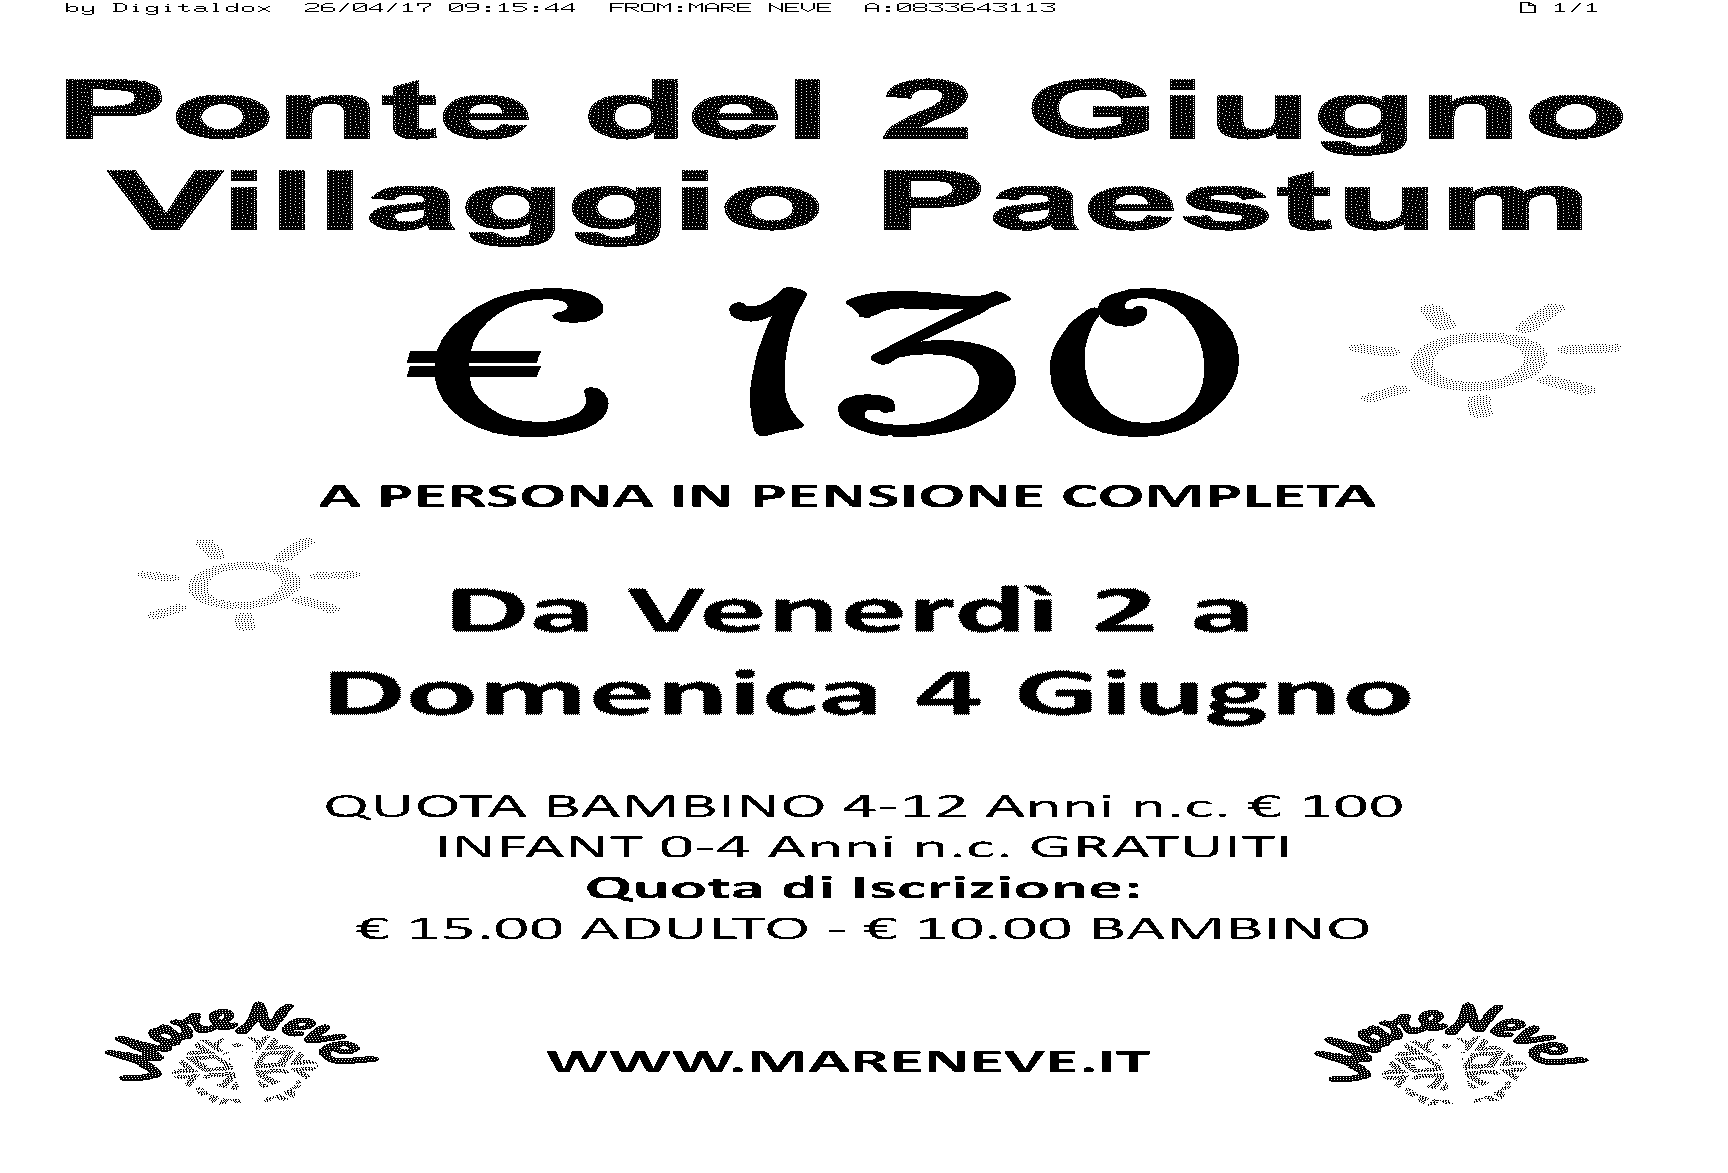 by Digitaldox 26/04/17 09:15:44 FROM:MARE NEVE A:0833643113 1/1
Ponte del 2 Giugno
Villaggio Paestum
€ 130
A PERSONA IN PENSIONE COMPLETA
Da Venerdì 2 a
Domenica 4 Giugno
QUOTA BAMBINO 4-12 Anni n.c. € 100
INFANT 0-4 Anni n.c. GRATUITI
Quota di Iscrizione:
€ 15.00 ADULTO - € 10.00 BAMBINO
MareNeve
WWW.MARENEVE.IT
MareNeve